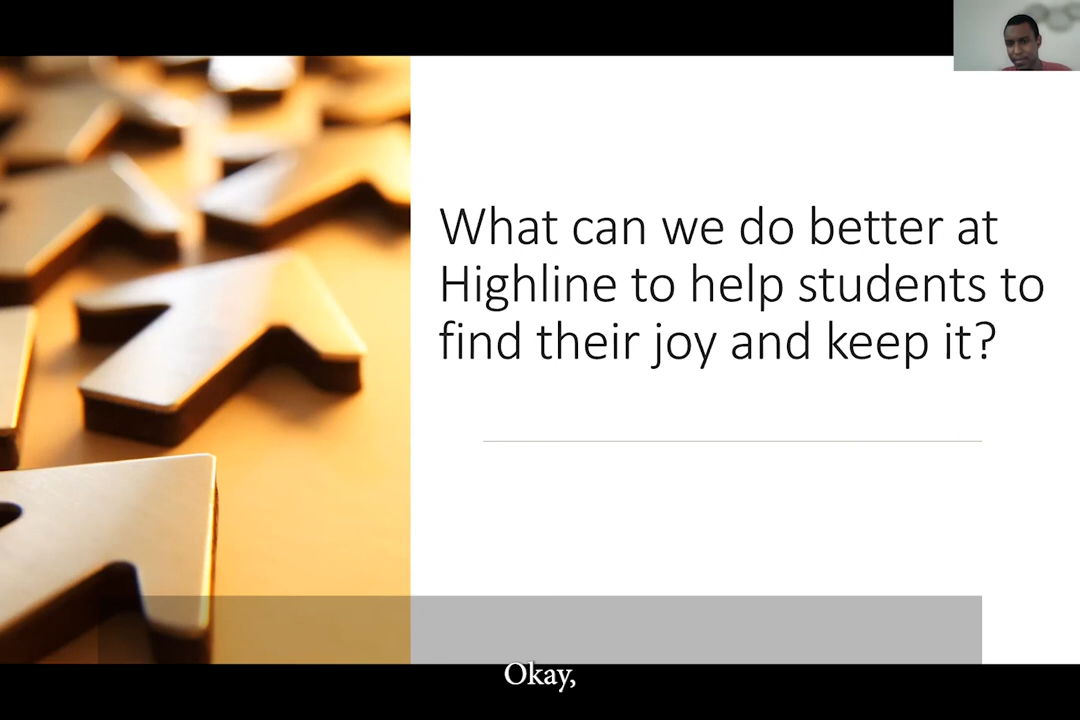 What can we do better at
Highline to help students to
find their joy and keep it?
Okay,